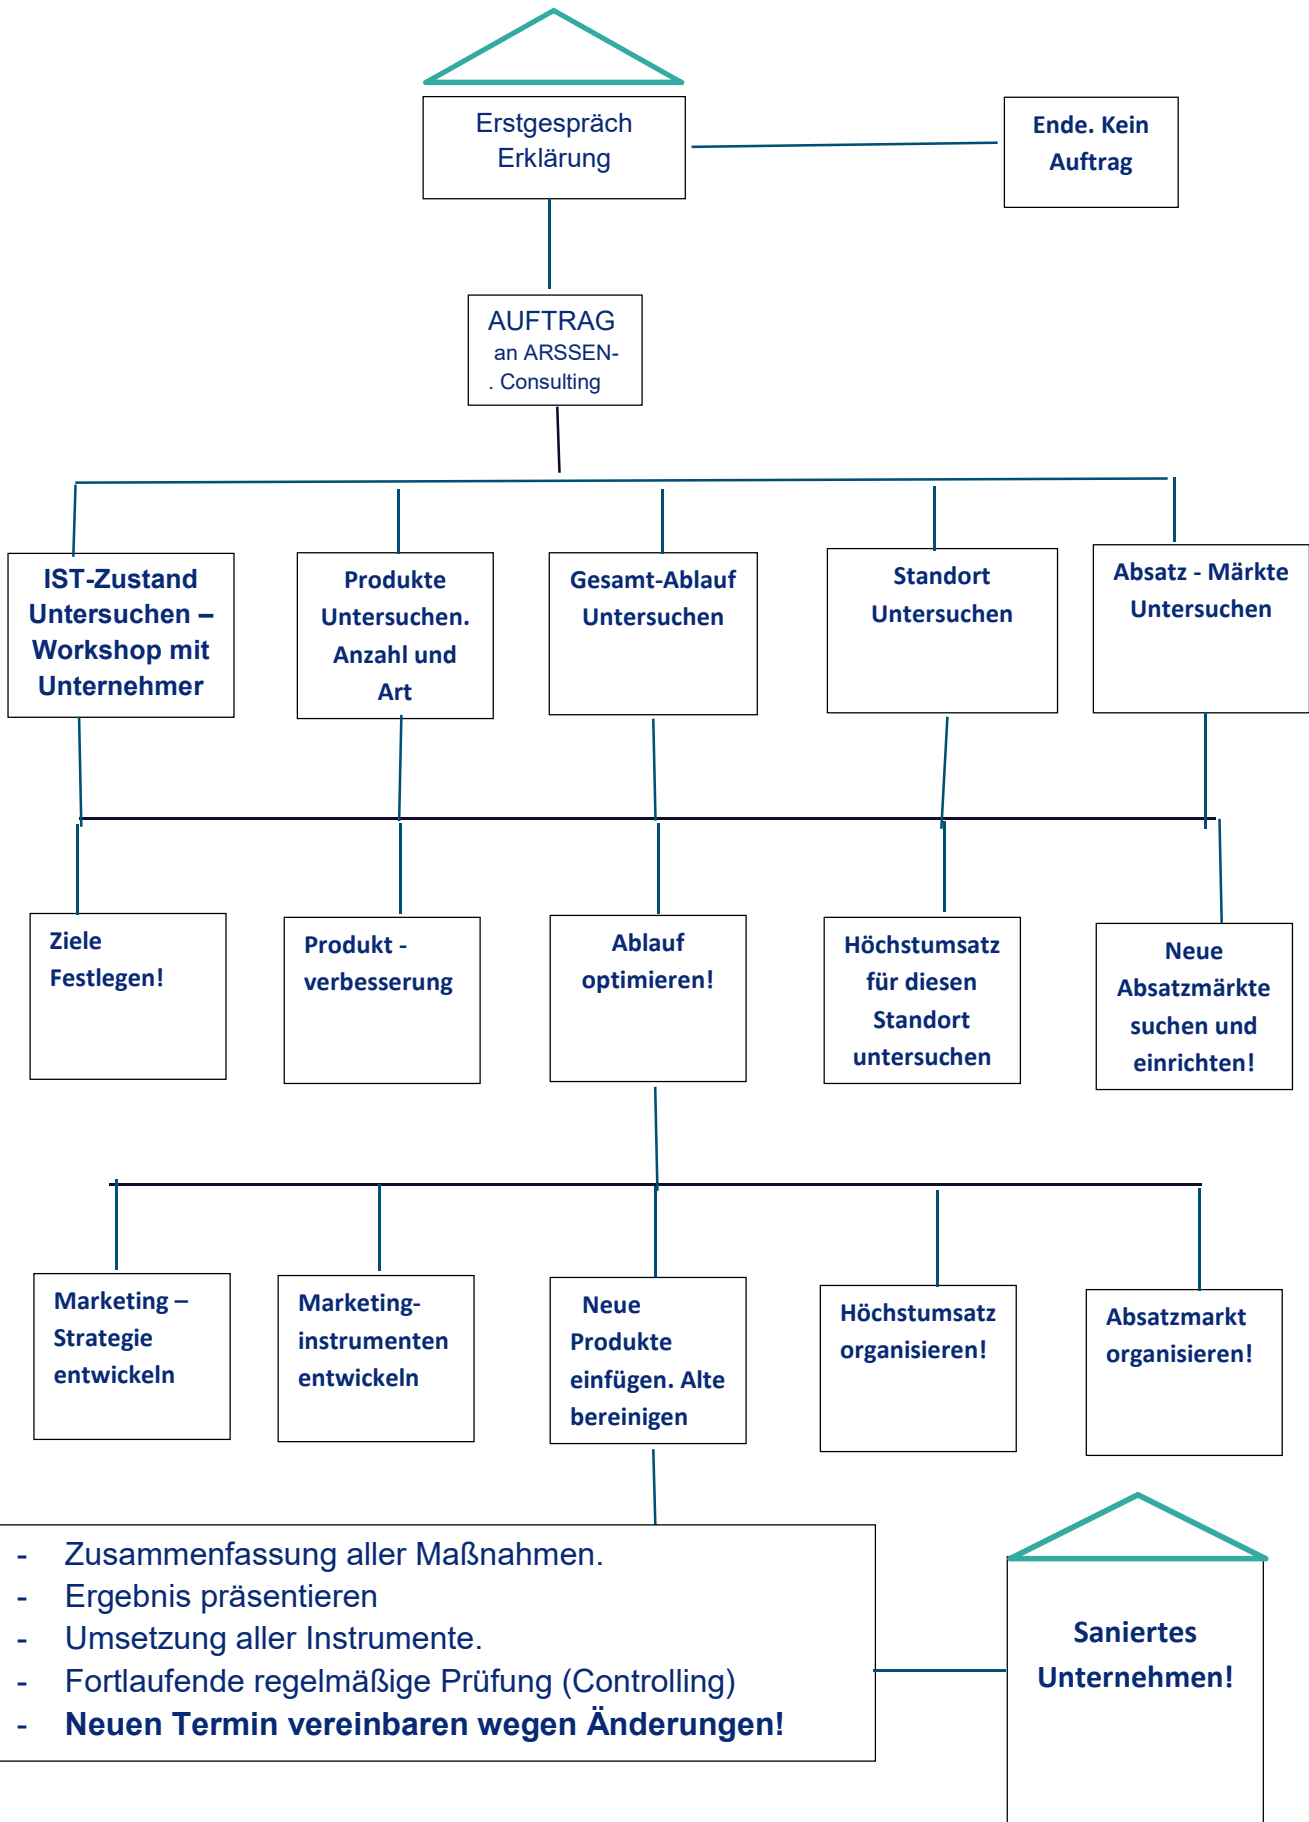 Erstgespräch
Erklärung
Ende. Kein
Auftrag
AUFTRAG
an ARSSEN-
. Consulting
IST-Zustand
Untersuchen –
Workshop mit
Unternehmer
Produkte
Untersuchen.
Anzahl und
Art
Gesamt-Ablauf
Untersuchen
Standort
Untersuchen
Absatz - Märkte
Untersuchen
Ziele
Festlegen!
Produkt -
verbesserung
Ablauf
optimieren!
Höchstumsatz
für diesen
Standort
untersuchen
Neue
Absatzmärkte
suchen und
einrichten!
Marketing –
Strategie
entwickeln
Marketing-
instrumenten
entwickeln
Neue
Produkte
einfügen. Alte
bereinigen
Höchstumsatz
organisieren!
Absatzmarkt
organisieren!
- Zusammenfassung aller Maßnahmen.
- Ergebnis präsentieren
- Umsetzung aller Instrumente.
- Fortlaufende regelmäßige Prüfung (Controlling)
- Neuen Termin vereinbaren wegen Änderungen!
Saniertes
Unternehmen!